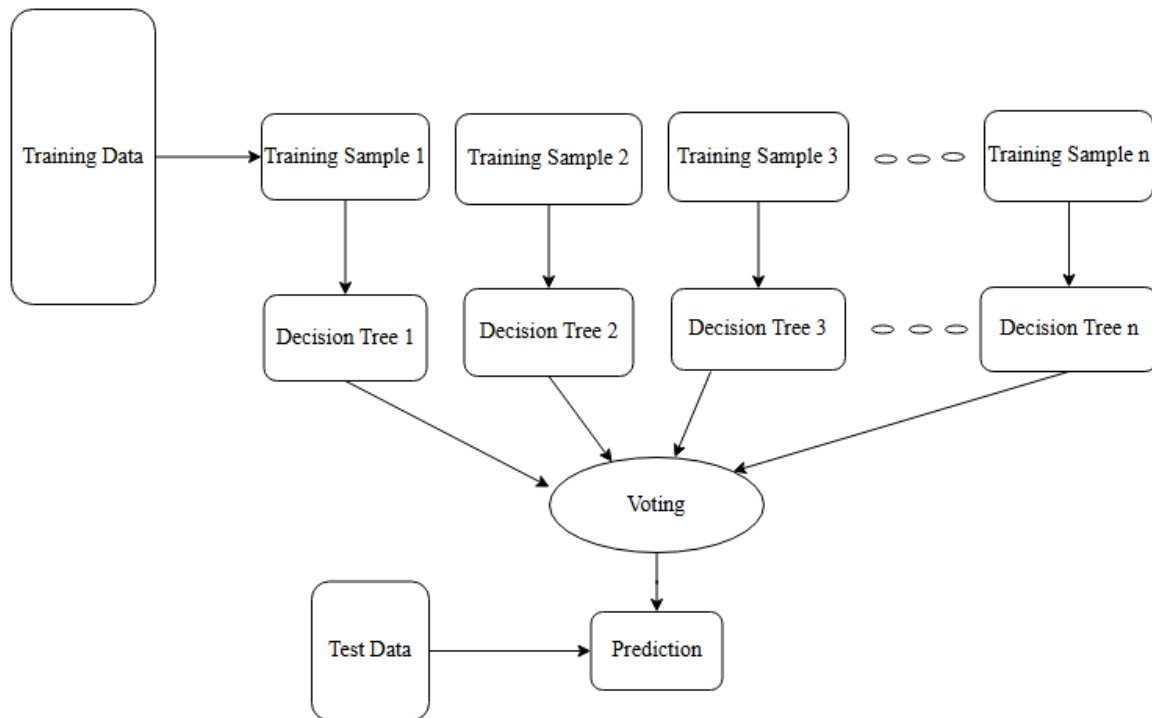 Training Data
Training Sample 1
Training Sample 2
Training Sample 3
Training Sample n
Decision Tree 1
Decision Tree 2
Decision Tree 3
Decision Tree n
Voting
Test Data
Prediction